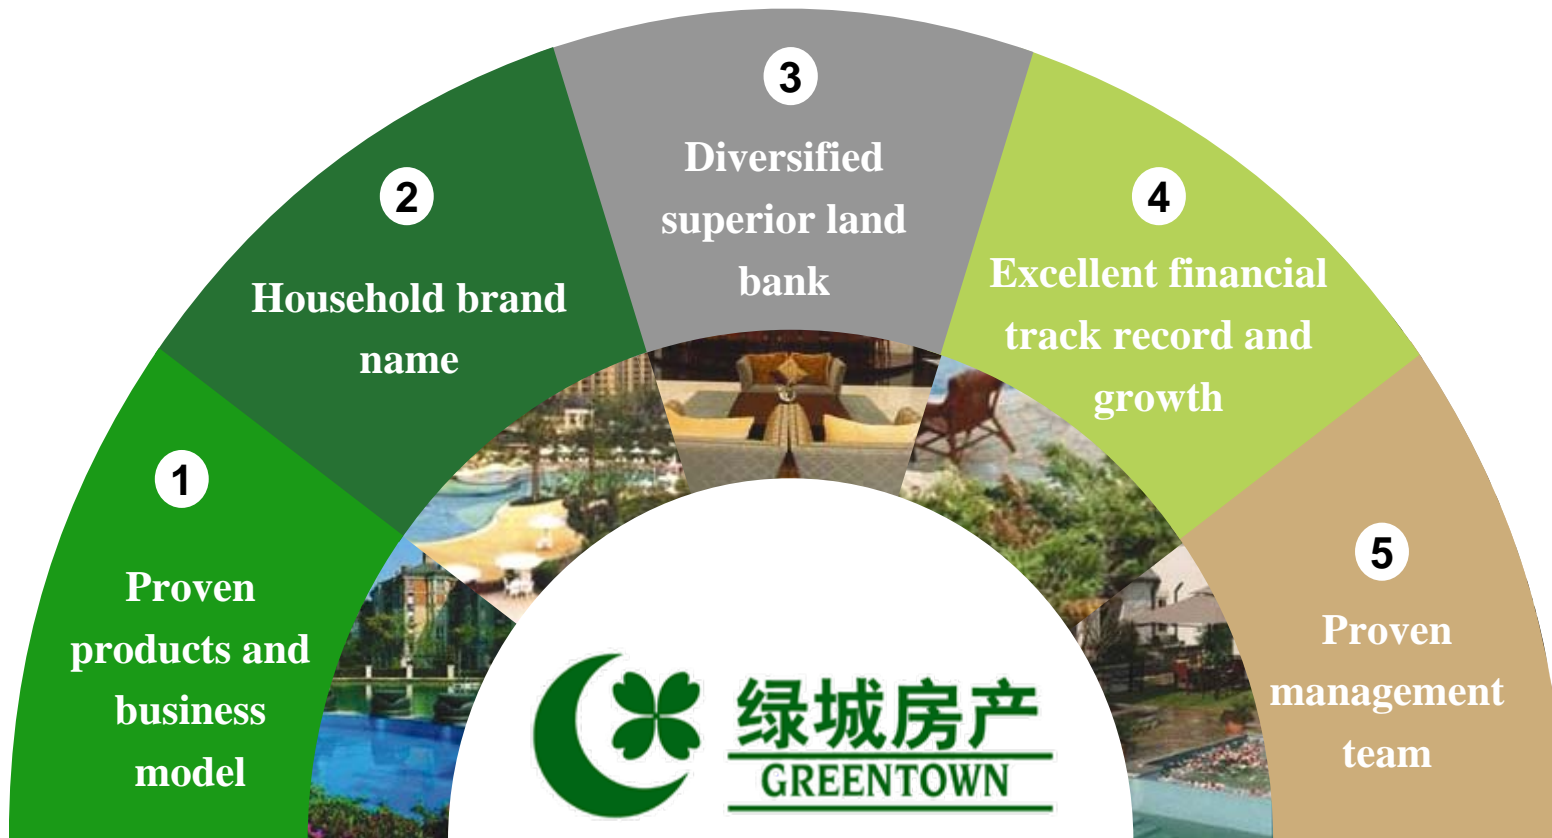 1
Proven
products and
business
model
2
Household brand
name
3
Diversified
superior land
bank
4
Excellent financial
track record and
growth
5
Proven
management
team
绿城房产
GREENTOWN